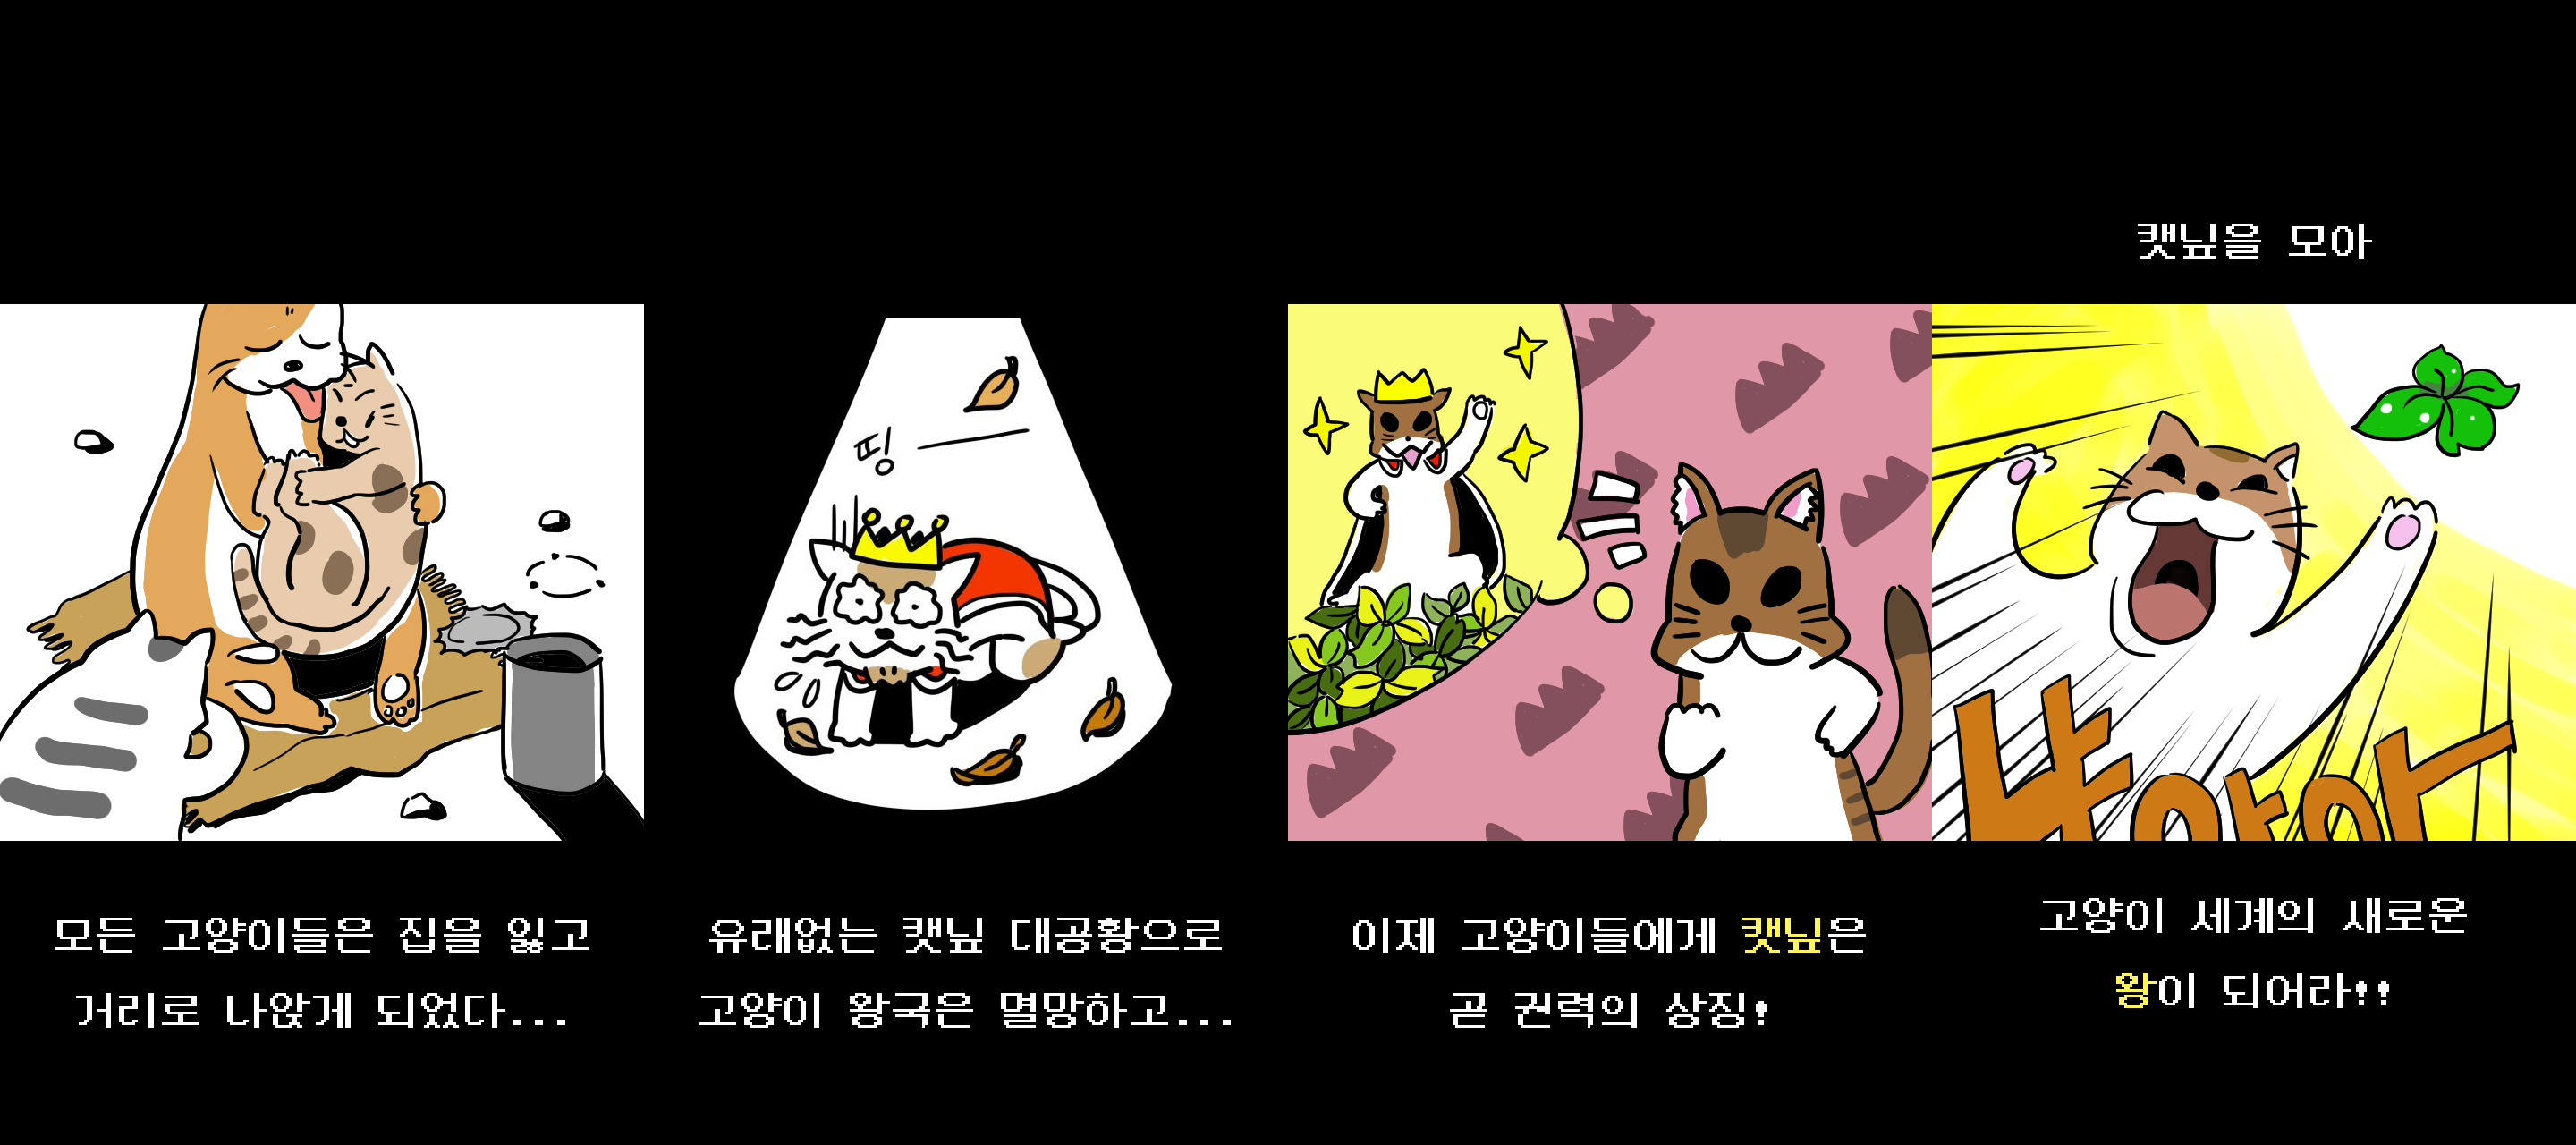 모든 고양이들은 집을 잃고
거리로 나앉게 되었다...
띠!
유래없는 캣닢 대공황으로
고양이 왕국은 멸망하고...
이제 고양이들에게 캣닢은
곧 권력의 상징!
캣닢을 모아
냐아아
고양이 세계의 새로운
왕이 되어라!!